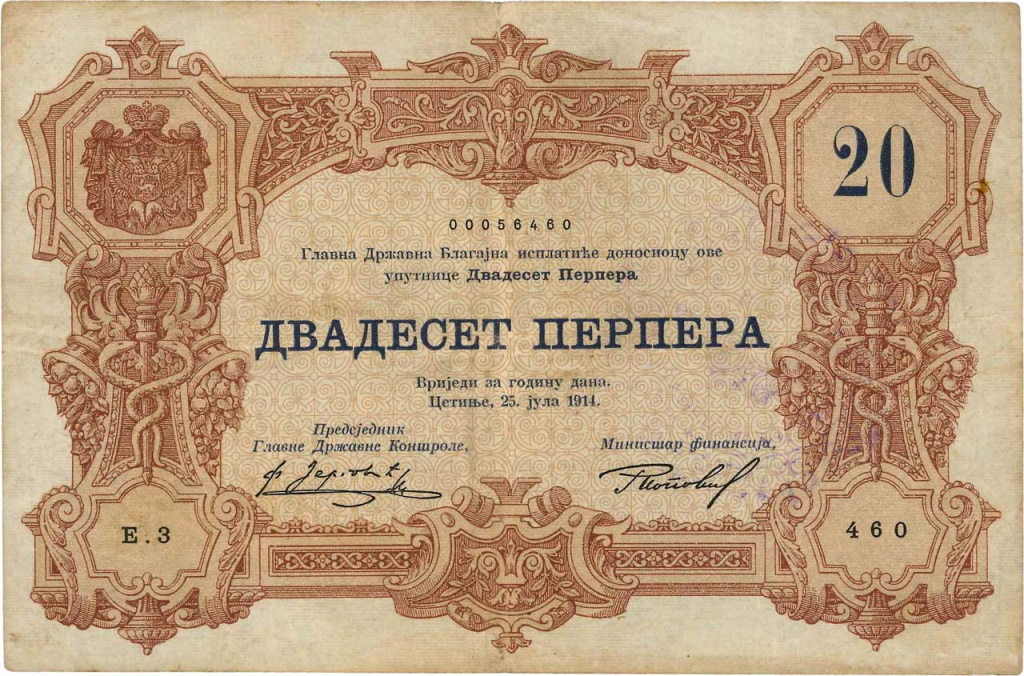 20
00056460
Главна Државна Благајна исплатиће доносиоцу ове
упутнице Двадесет Перпера
ДВАДЕСЕТ ПЕРПЕРА
Вриједи за годину дана.
Цетиње, 25. јула 1914.
Предсједник
Главне Државне Контроле,
Министар финансија,
Е.3
460